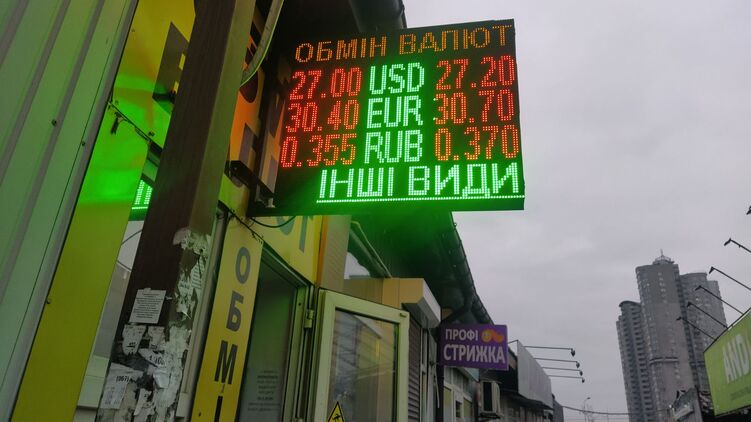 ОБМІН ВАЛЮТ
27.00 USD 27.20
30.40 EUR 30.70
0.355 RUB 0.370
ІНШІ ВИДИ
ОБМІ
ПРОФІ
СТРИЖКА
AND